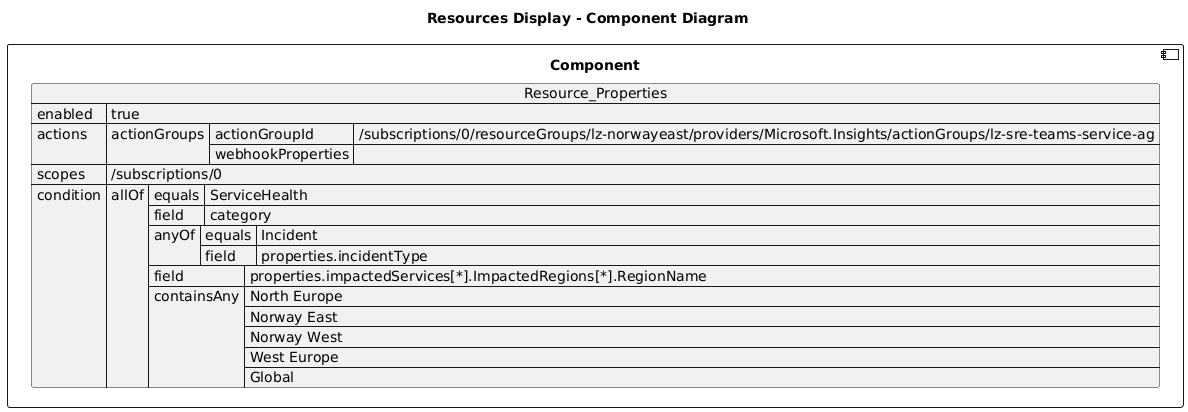 Resources Display - Component Diagram
Component
Resource_Properties
enabled true
actions actionGroups actionGroupId /subscriptions/0/resourceGroups/lz-norwayeast/providers/Microsoft.Insights/actionGroups/lz-sre-teams-service-ag
webhookProperties
scopes /subscriptions/0
condition allOf equals ServiceHealth
field category
anyOf equals Incident
field properties.incidentType
field properties.impactedServices[*].ImpactedRegions[*].RegionName
containsAny North Europe
Norway East
Norway West
West Europe
Global